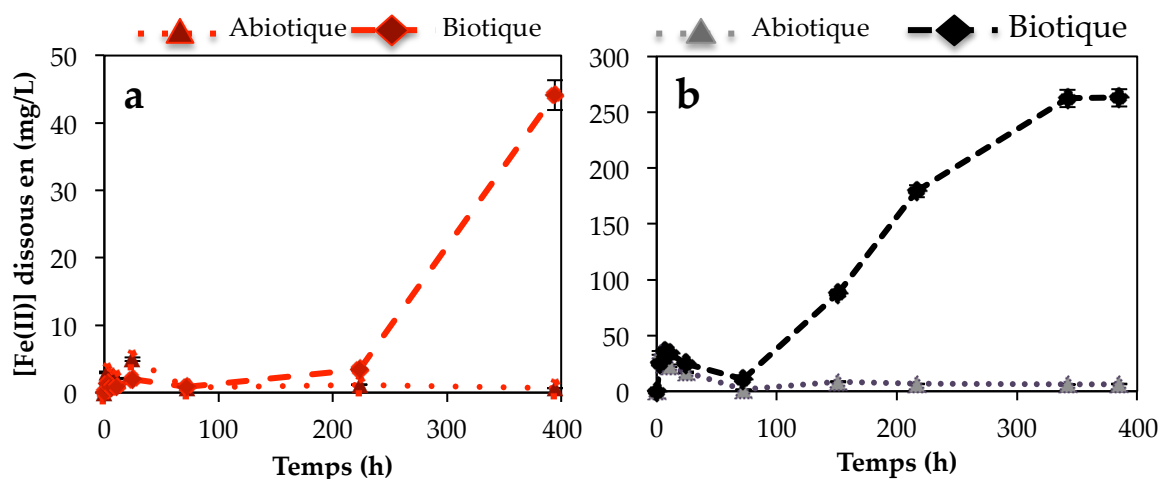 Abiotique Biotique
Abiotique Biotique
[Fe(II)] dissous en (mg/L)
a
50
40
30
20
10
0
0 100 200 300 400
Temps (h)
b
300
250
200
150
100
50
0
0 100 200 300 400
Temps (h)